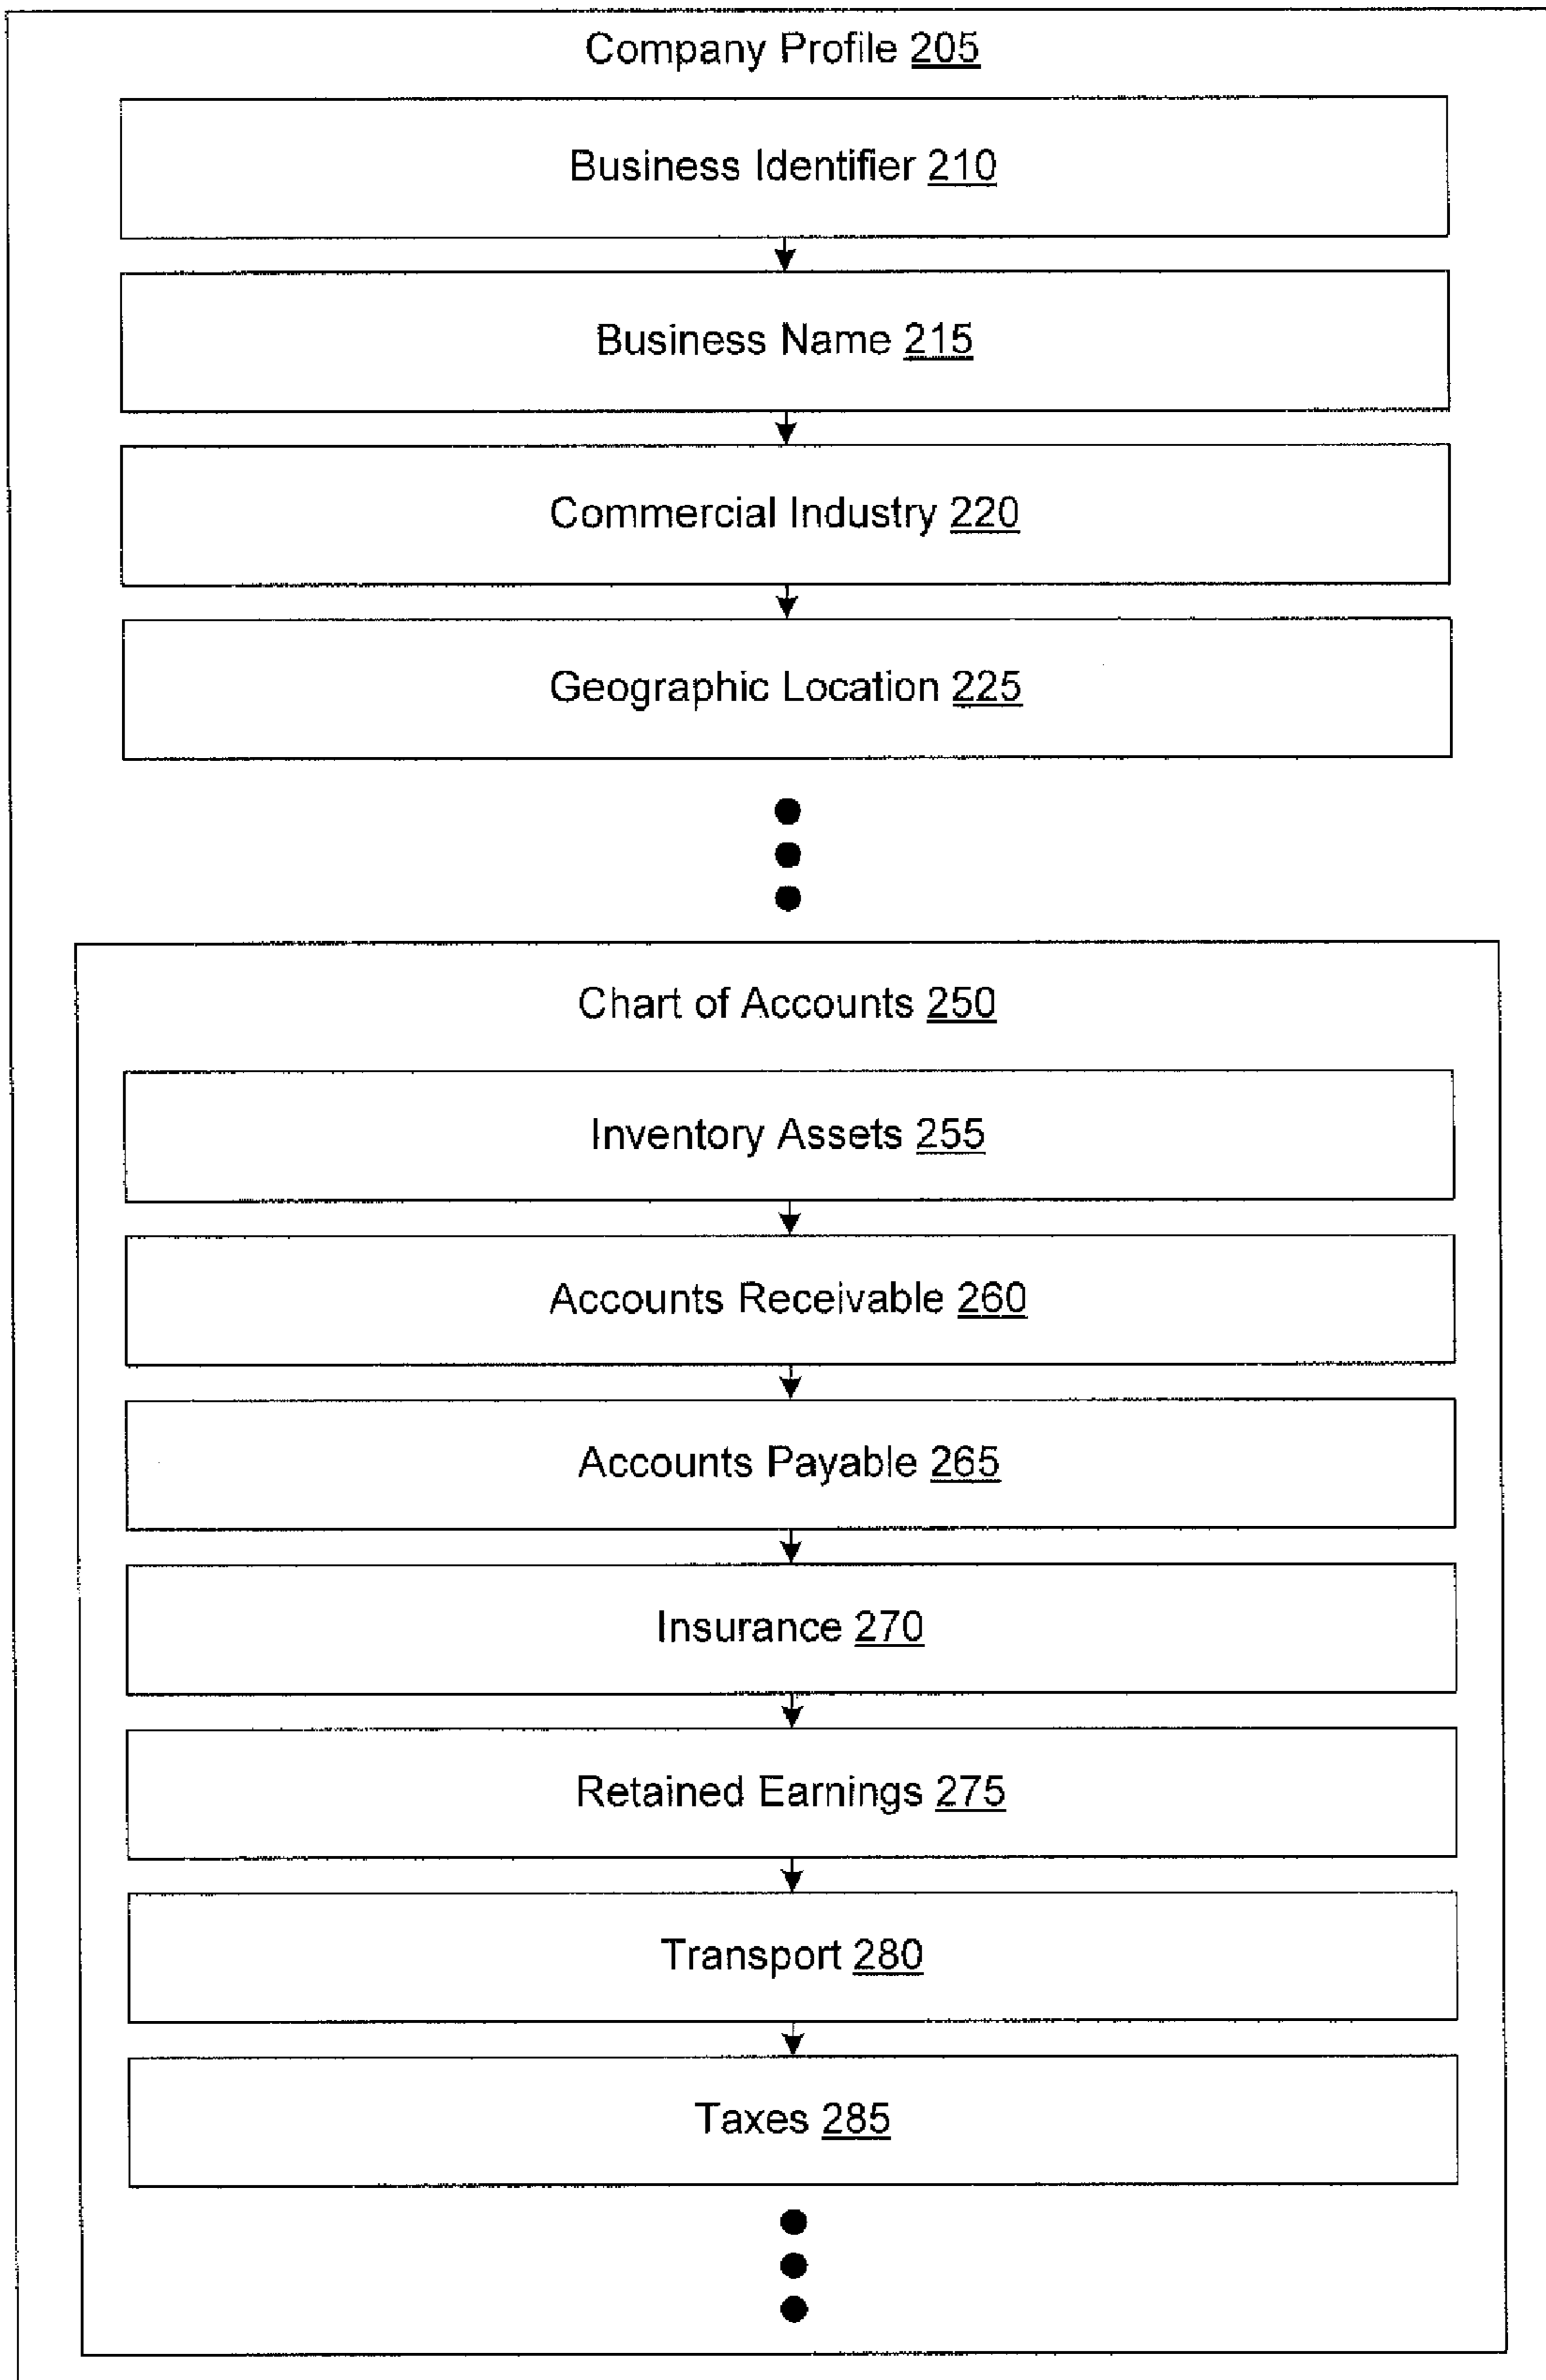 Company Profile 205
Business Identifier 210
Business Name 215
Commercial Industry 220
Geographic Location 225
Chart of Accounts 250
Inventory Assets 255
Accounts Receivable 260
Accounts Payable 265
Insurance 270
Retained Earnings 275
Transport 280
Taxes 285